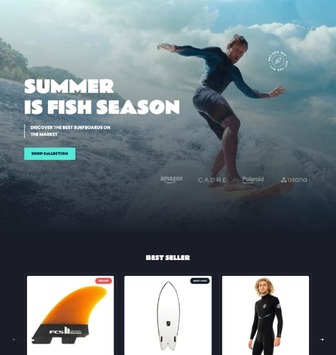 SUMMER
IS FISH SEASON
DISCOVER THE BEST SURFBOARDS ON
THE MARKET
SHOP COLLECTION
amazon
CADRE
Polaroid
asana
BEST SELLER
FCS II